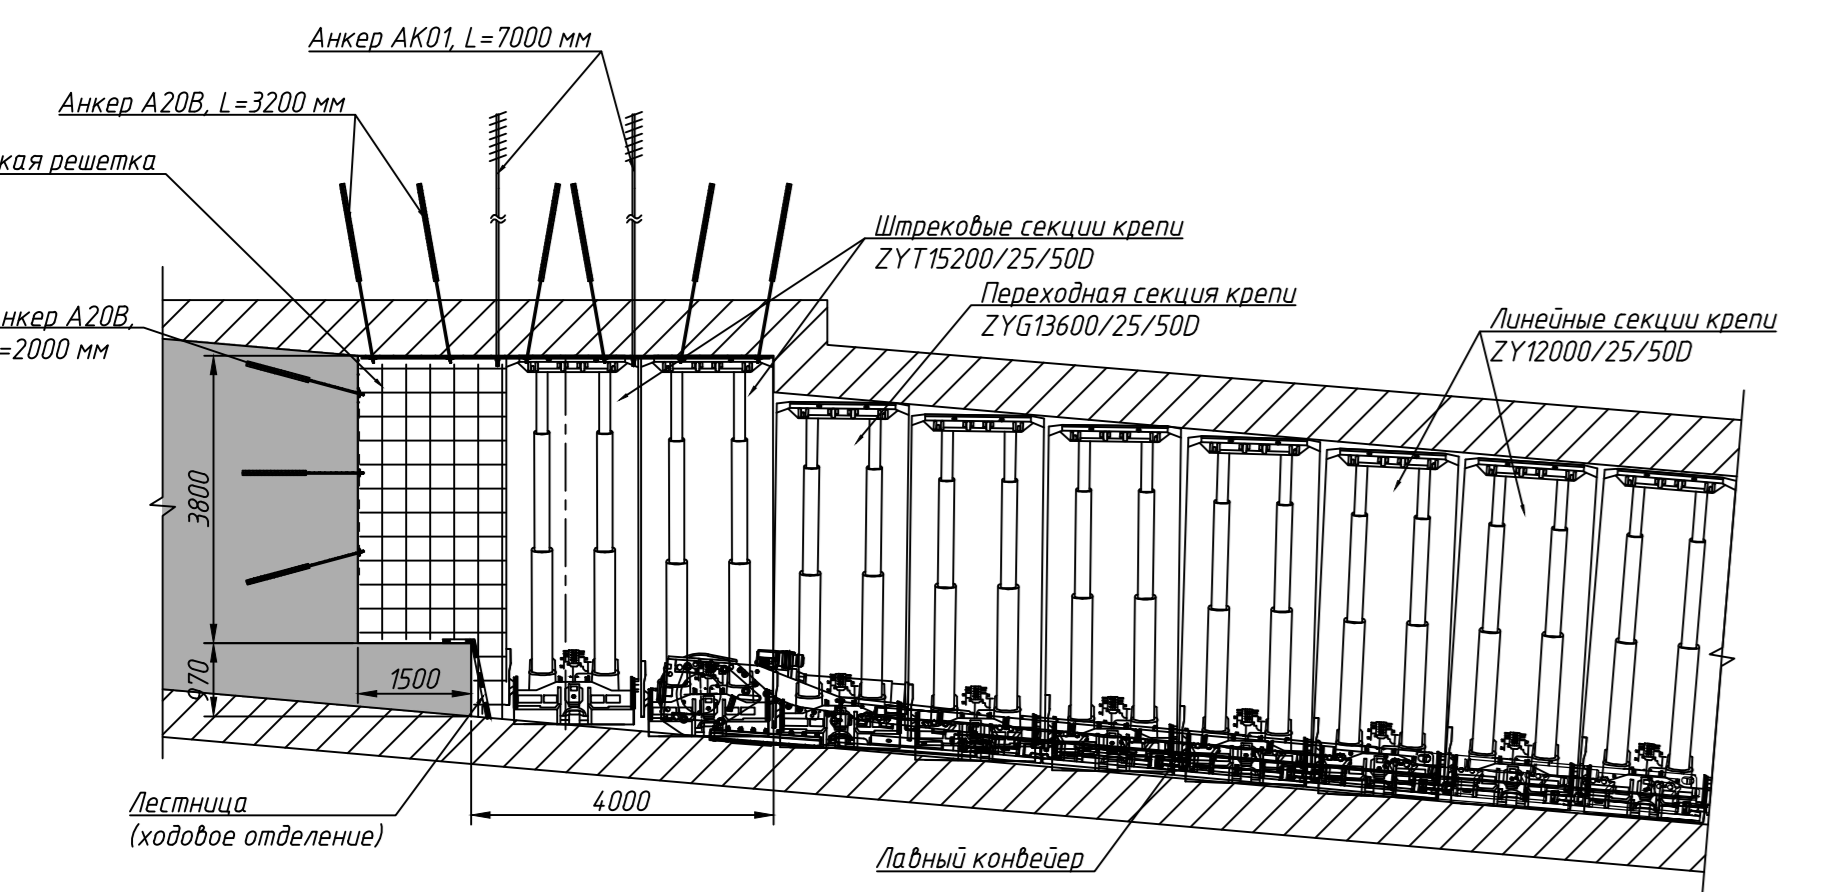 Анкер АК01, L=7000 мм
Анкер А20В, L=3200 мм
кая решетка
Штрековые секции крепи
ZYT15200/25/50D
Переходная секция крепи
ZYG13600/25/50D
нкер А20В,
=2000 мм
Линейные секции крепи
ZY12000/25/50D
3800
970
1500
4000
Лестница
(ходовое отделение)
Лавный конвейер